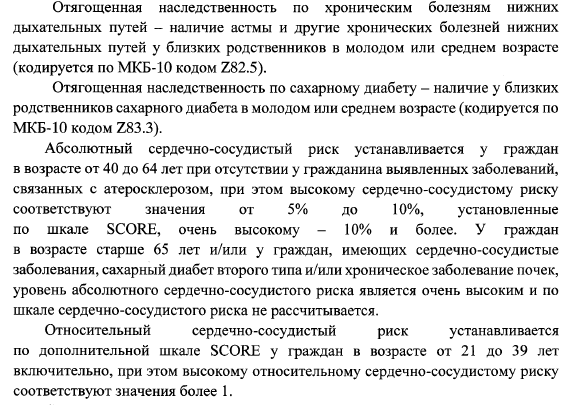 Отягощенная наследственность по хроническим болезням нижних
дыхательных путей – наличие астмы и другие хронических болезней нижних
дыхательных путей у близких родственников в молодом или среднем возрасте
(кодируется по МКБ-10 кодом Z82.5).
Отягощенная наследственность по сахарному диабету – наличие у близких
родственников сахарного диабета в молодом или среднем возрасте (кодируется по
МКБ-10 кодом Z83.3).
Абсолютный сердечно-сосудистый риск устанавливается у граждан
в возрасте от 40 до 64 лет при отсутствии у гражданина выявленных заболеваний,
связанных с атеросклерозом, при этом высокому сердечно-сосудистому риску
соответствуют значения от 5% до 10%, установленные
по шкале SCORE, очень высокому – 10% и более. У граждан
в возрасте старше 65 лет и/или у граждан, имеющих сердечно-сосудистые
заболевания, сахарный диабет второго типа и/или хроническое заболевание почек,
уровень абсолютного сердечно-сосудистого риска является очень высоким и по
шкале сердечно-сосудистого риска не рассчитывается.
Относительный сердечно-сосудистый риск устанавливается
по дополнительной шкале SCORE у граждан в возрасте от 21 до 39 лет
включительно, при этом высокому относительному сердечно-сосудистому риску
соответствуют значения более 1.